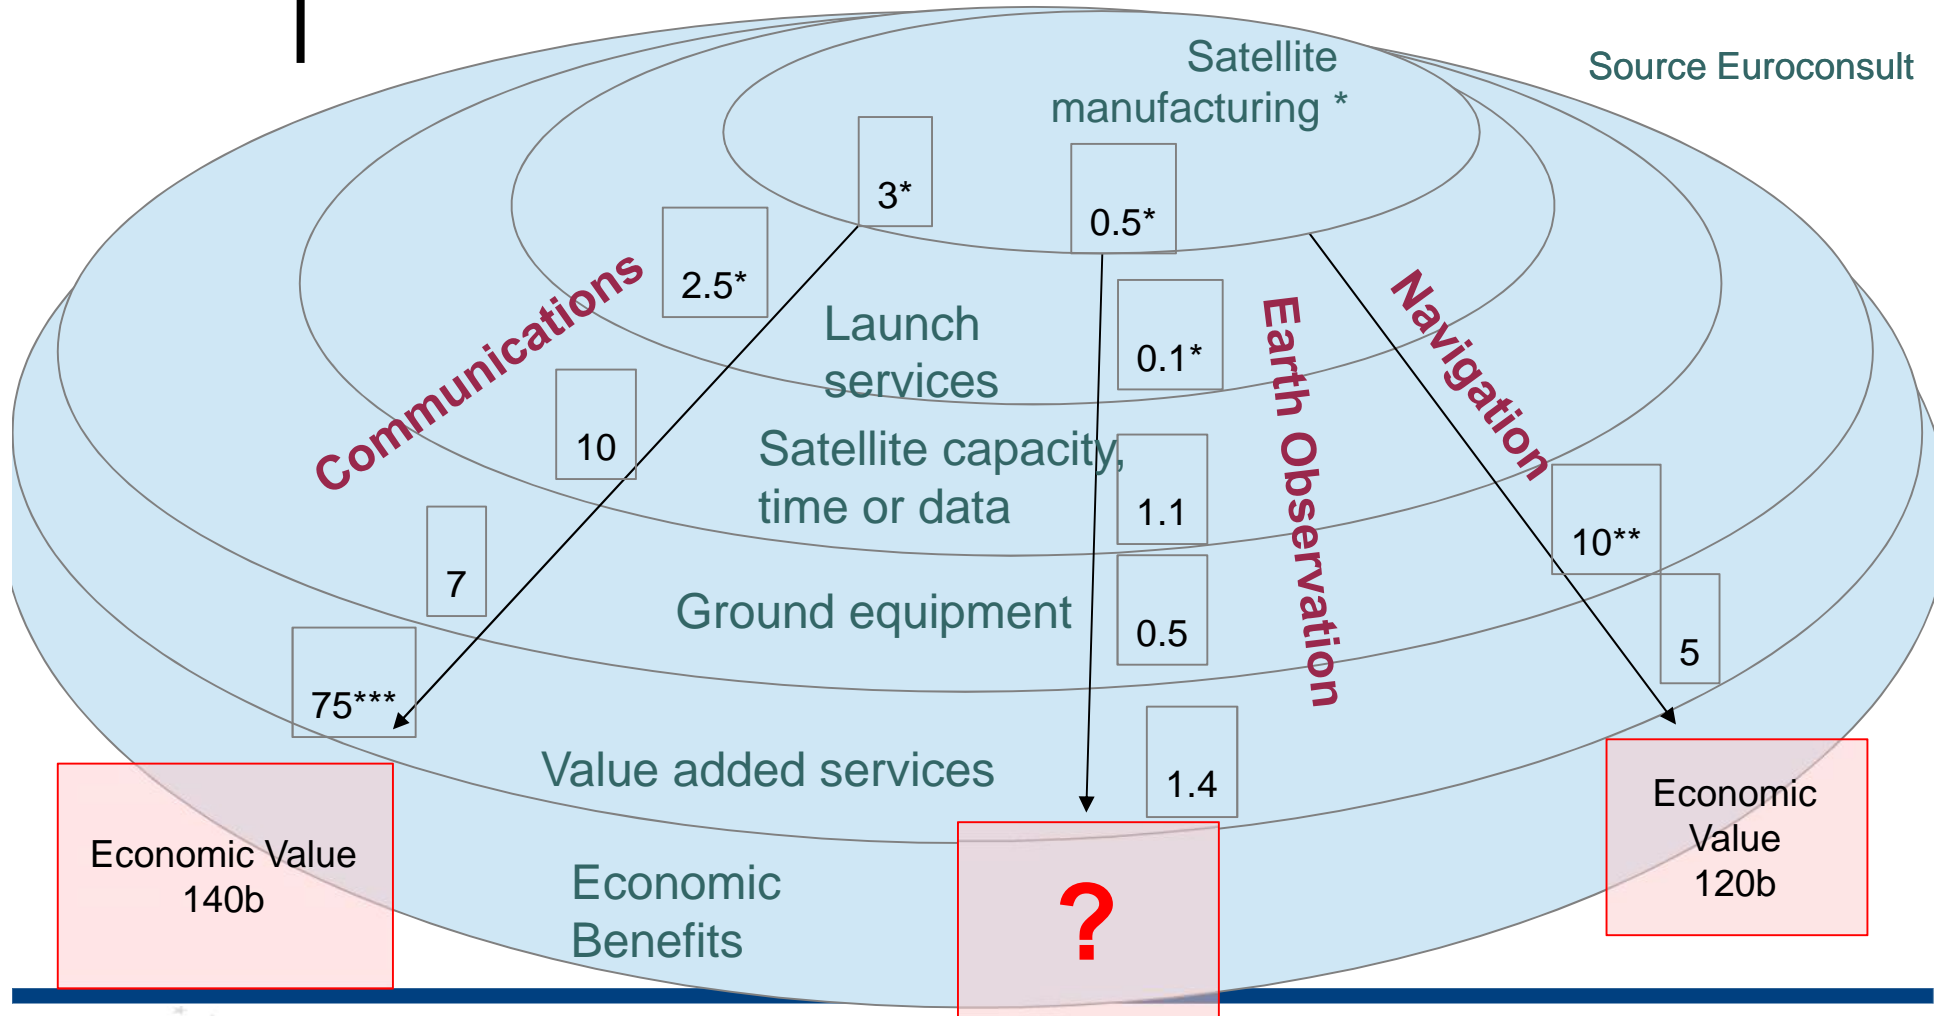 Satellite
manufacturing *
Source Euroconsult
3*
0.5*
2.5*
Launch
services
0.1*
Communications
Earth Observation
Navigation
10
Satellite capacity,
time or data
1.1
10**
7
Ground equipment
0.5
5
75***
Value added services
1.4
Economic Value
140b
Economic
Benefits
?
Economic
Value
120b